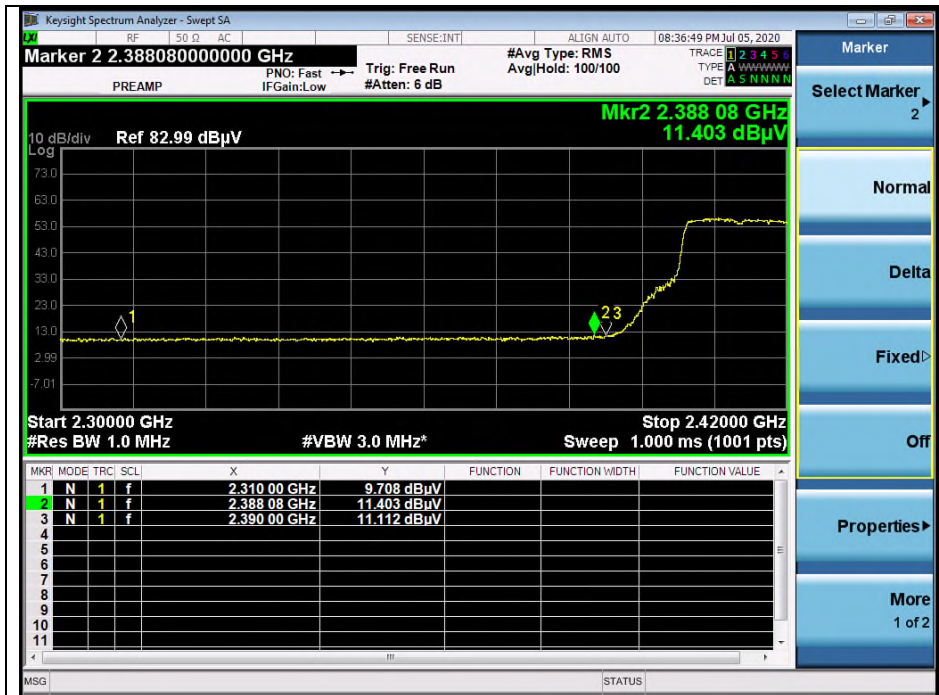 Keysight Spectrum Analyzer - Swept SA
LXI RF 50 Ω AC SENSE:INT ALIGN AUTO 08:36:49 PM Jul 05, 2020
Marker 2 2.388080000000 GHz
PREAMP
PNO: Fast
IFGain:Low
Trig: Free Run
#Atten: 6 dB
#Avg Type: RMS
Avg|Hold: 100/100
TRACE 1 2 3 4 5 6
TYPE A WWWWW
DET A S N N N N
Mkr2 2.388 08 GHz
11.403 dBµV
10 dB/div Ref 82.99 dBµV
Log
73.0
63.0
53.0
43.0
33.0
23.0
13.0
2.99
-7.01
1
2 3
Start 2.30000 GHz Stop 2.42000 GHz
#Res BW 1.0 MHz #VBW 3.0 MHz* Sweep 1.000 ms (1001 pts)
MKR MODE TRC SCL X Y FUNCTION FUNCTION WIDTH FUNCTION VALUE
1 N 1 f 2.310 00 GHz 9.708 dBµV
2 N 1 f 2.388 08 GHz 11.403 dBµV
3 N 1 f 2.390 00 GHz 11.112 dBµV
4
5
6
7
8
9
10
11
MSG STATUS
Marker
Select Marker
2
Normal
Delta
Fixed
Off
Properties
More
1 of 2